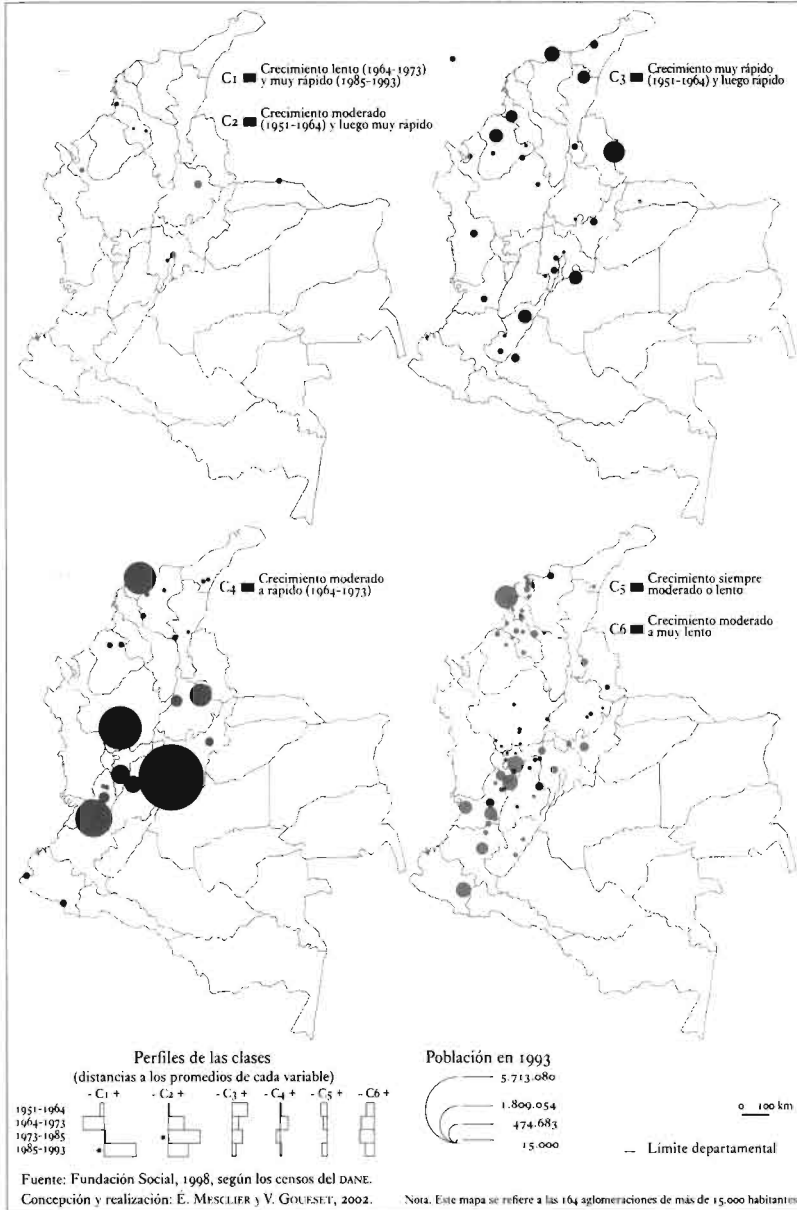 C1 Crecimiento lento (1964-1973)
y muy rápido (1985-1993)
C2 Crecimiento moderado
(1951-1964) y luego muy rápido
C3 Crecimiento muy rápido
(1951-1964) y luego rápido
C4 Crecimiento moderado
a rápido (1964-1973)
C5 Crecimiento siempre
moderado o lento
C6 Crecimiento moderado
a muy lento
Perfiles de las clases
(distancias a los promedios de cada variable)
- C1 + - C2 + - C3 + - C4 + - C5 + - C6 +
1951-1964
1964-1973
1973-1985
1985-1993
Población en 1993
5.713.080
1.809.054
474.683
15.000
0 100 km
Límite departamental
Fuente: Fundación Social, 1998, según los censos del DANE.
Concepción y realización: É. MESCLIER y V. GOUESET, 2002.
Nota. Este mapa se refiere a las 164 aglomeraciones de más de 15.000 habitantes